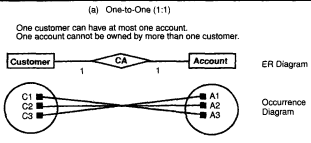 (a) One-to-One (1:1)
One customer can have at most one account.
One account cannot be owned by more than one customer.
Customer CA Account
1 1
ER Diagram
C1 A1
C2 A2
C3 A3
Occurrence
Diagram